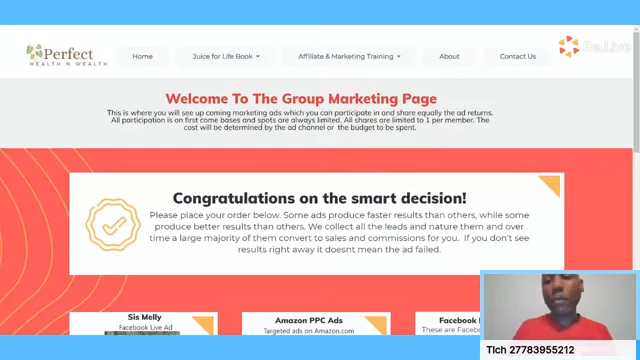 Perfect
HEALTH N WEALTH
Home
Juice for Life Book
Affiliate & Marketing Training
About
Contact Us
Be.Live
Welcome To The Group Marketing Page
This is where you will see up coming marketing ads which you can participate in and share equally the ad returns.
All participation is on first come bases and spots are always limited. All shares are limited to 1 per member. The
cost will be determined by the ad channel or the budget to be spent.
Congratulations on the smart decision!
Please place your order below. Some ads produce faster results than others, while some
produce better results than others. We collect all the leads and nature them and over
time a large majority of them convert to sales and commissions for you. If you don't see
results right away it doesnt mean the ad failed.
Sis Melly
Facebook Live Ad
Amazon PPC Ads
Targeted ads on Amazon.com
Facebook
These are Facebo
Tlch 27783955212